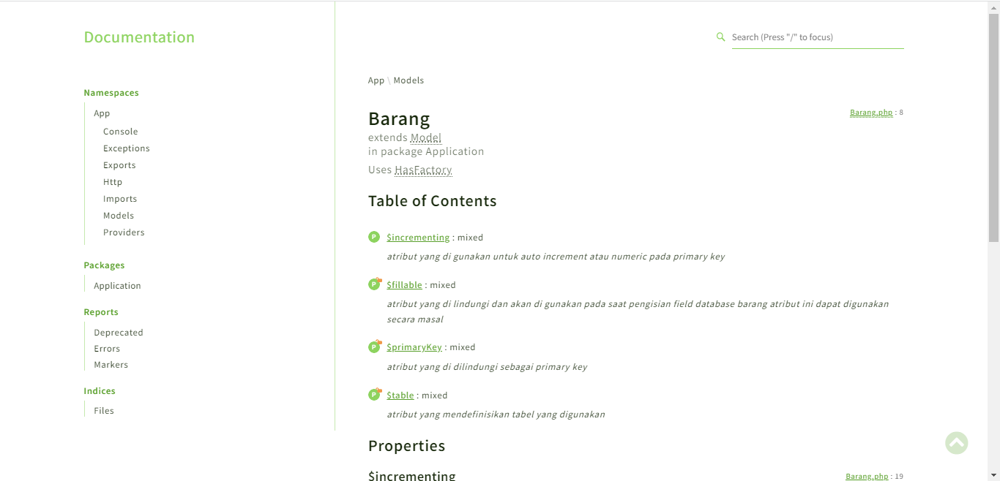 Documentation
Search (Press "/" to focus)
Namespaces
App
Console
Exceptions
Exports
Http
Imports
Models
Providers
Packages
Application
Reports
Deprecated
Errors
Markers
Indices
Files
App \ Models
Barang
Barang.php : 8
extends Model
in package Application
Uses HasFactory
Table of Contents
P $incrementing : mixed
atribut yang di gunakan untuk auto increment atau numeric pada primary key
P $fillable : mixed
atribut yang di lindungi dan akan di gunakan pada saat pengisian field database barang atribut ini dapat digunakan
secara masal
P $primaryKey : mixed
atribut yang di dilindungi sebagai primary key
P $table : mixed
atribut yang mendefinisikan tabel yang digunakan
Properties
$incrementing
Barang.php : 19